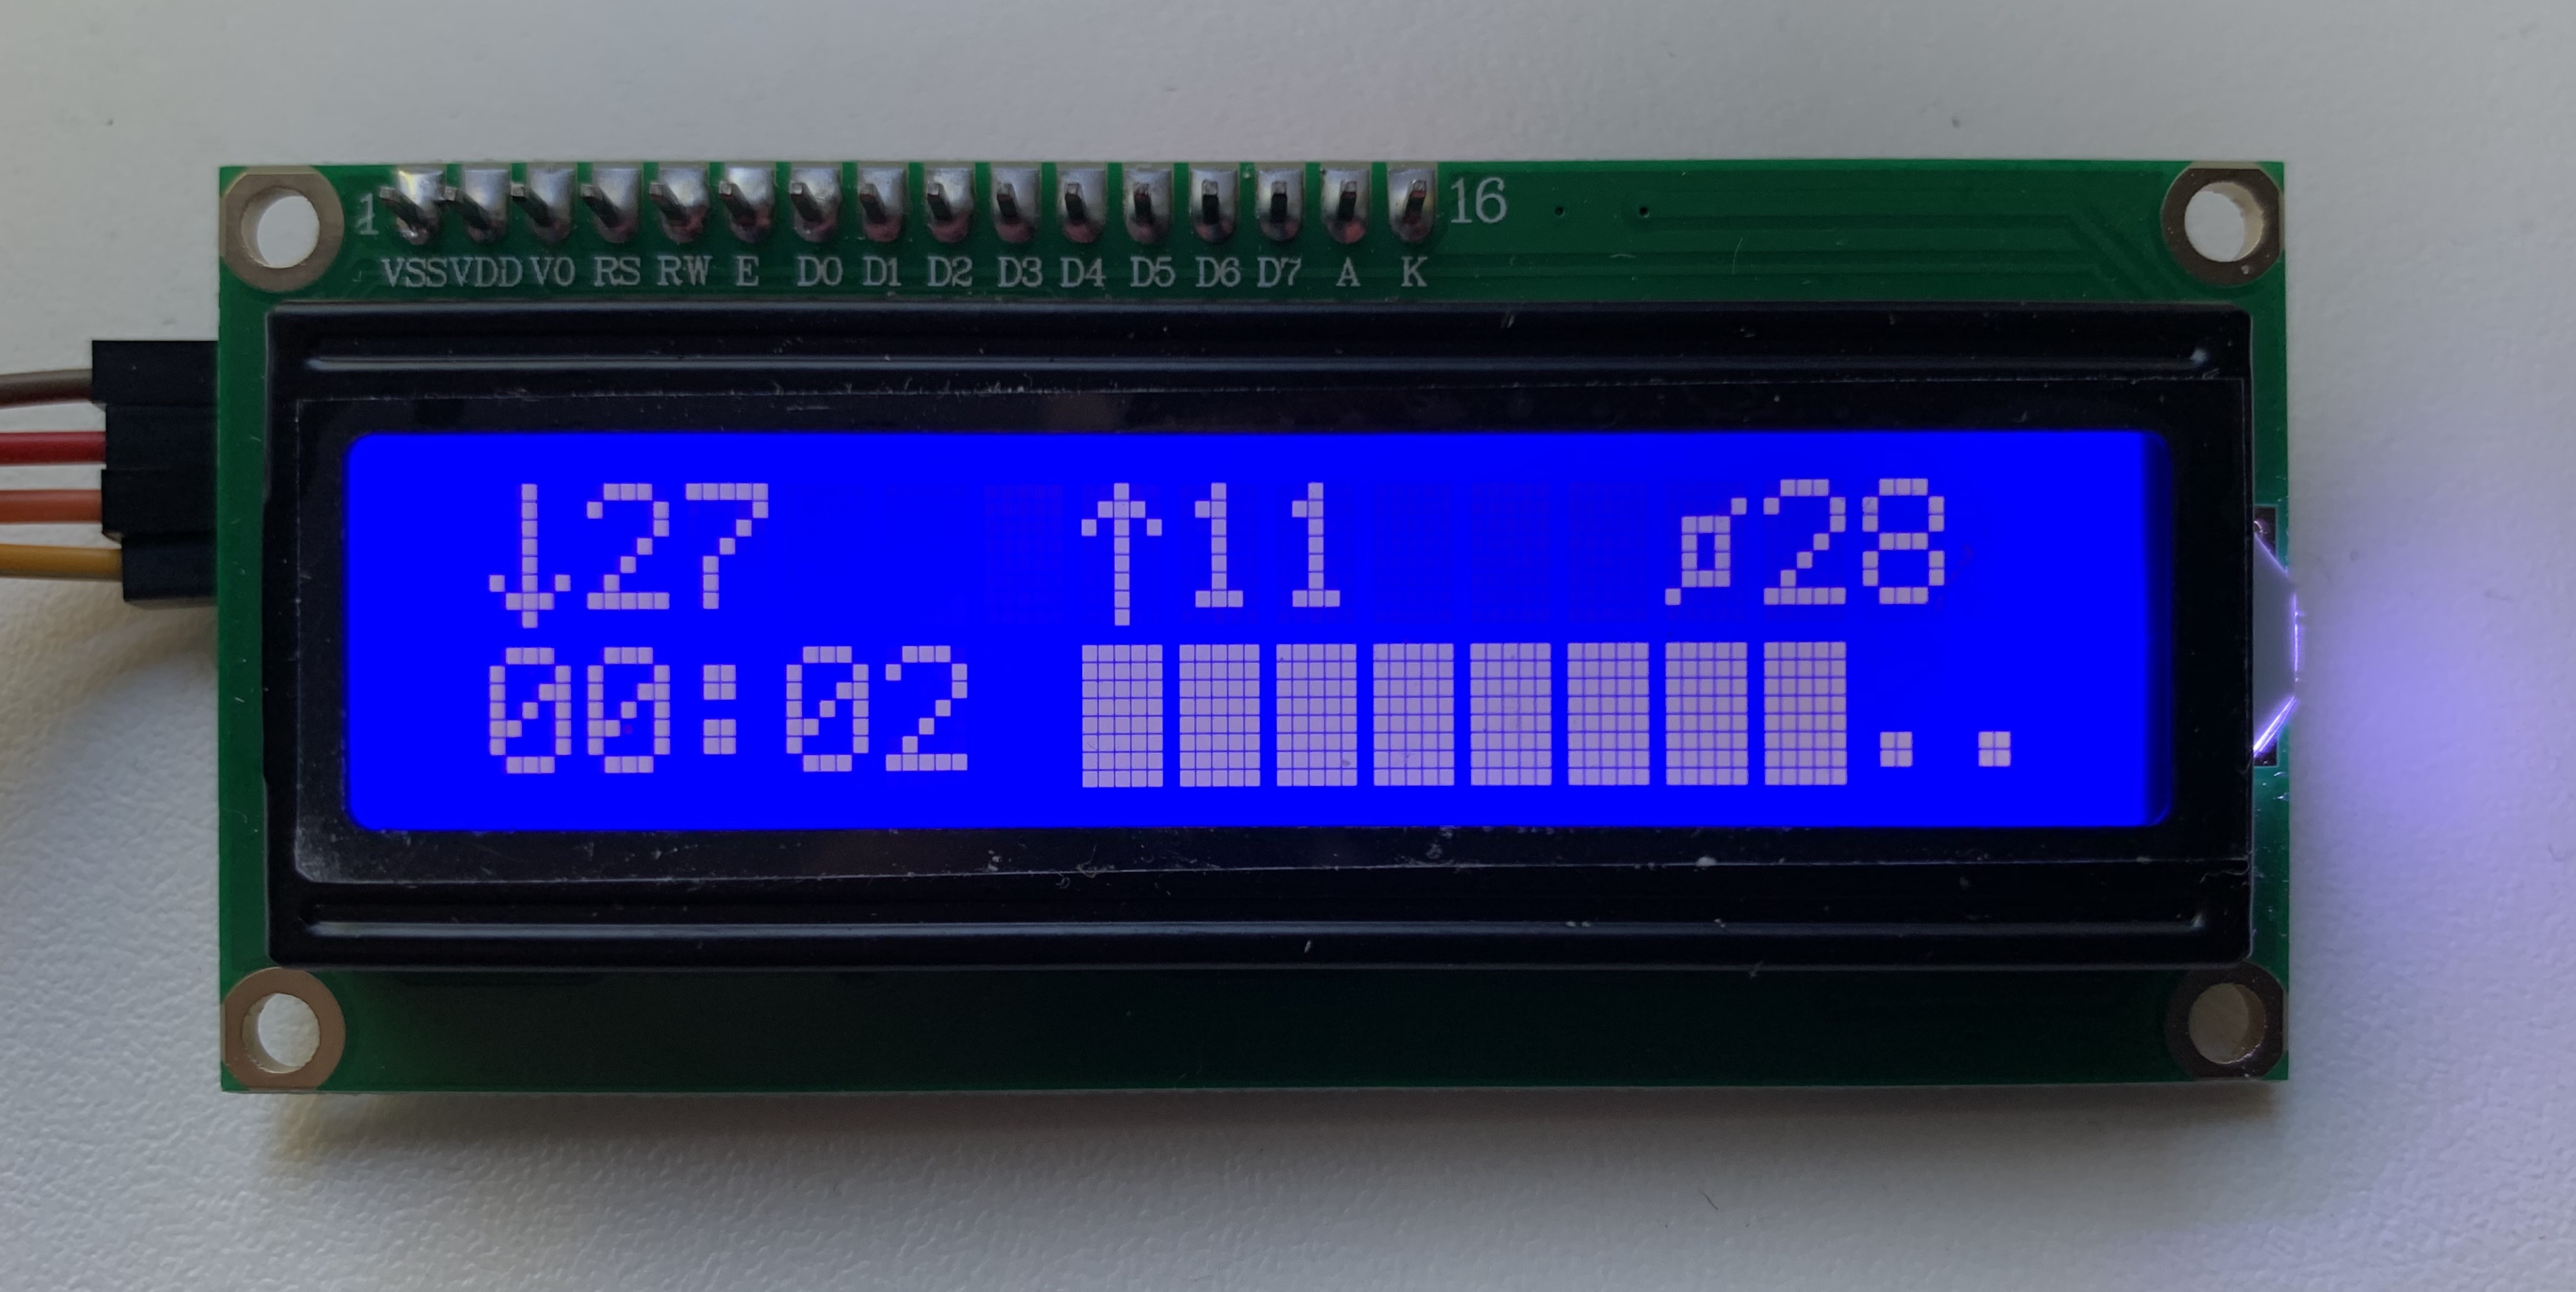 1 16
VSS VDD V0 RS RW E D0 D1 D2 D3 D4 D5 D6 D7 A K
↓27 ↑11 ⌀28
00:02 ████████..